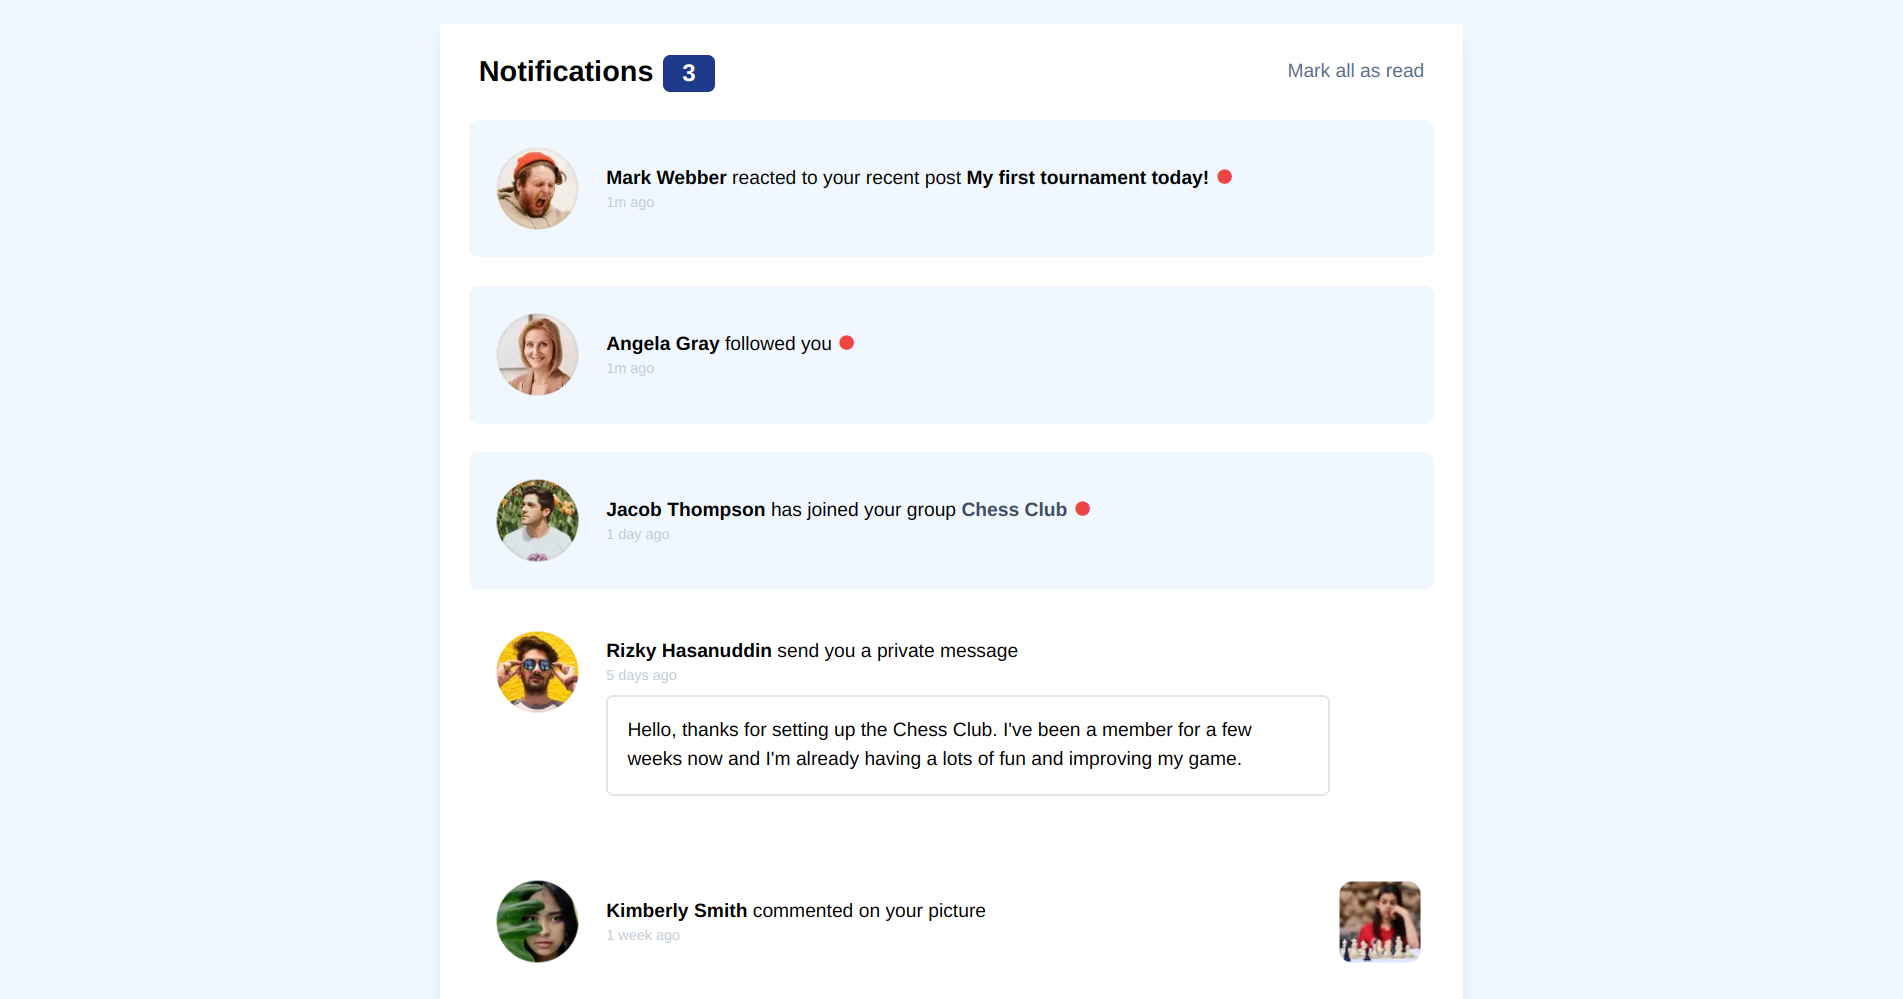 Notifications 3
Mark all as read
Mark Webber reacted to your recent post My first tournament today!
1m ago
Angela Gray followed you
1m ago
Jacob Thompson has joined your group Chess Club
1 day ago
Rizky Hasanuddin send you a private message
5 days ago
Hello, thanks for setting up the Chess Club. I've been a member for a few
weeks now and I'm already having a lots of fun and improving my game.
Kimberly Smith commented on your picture
1 week ago